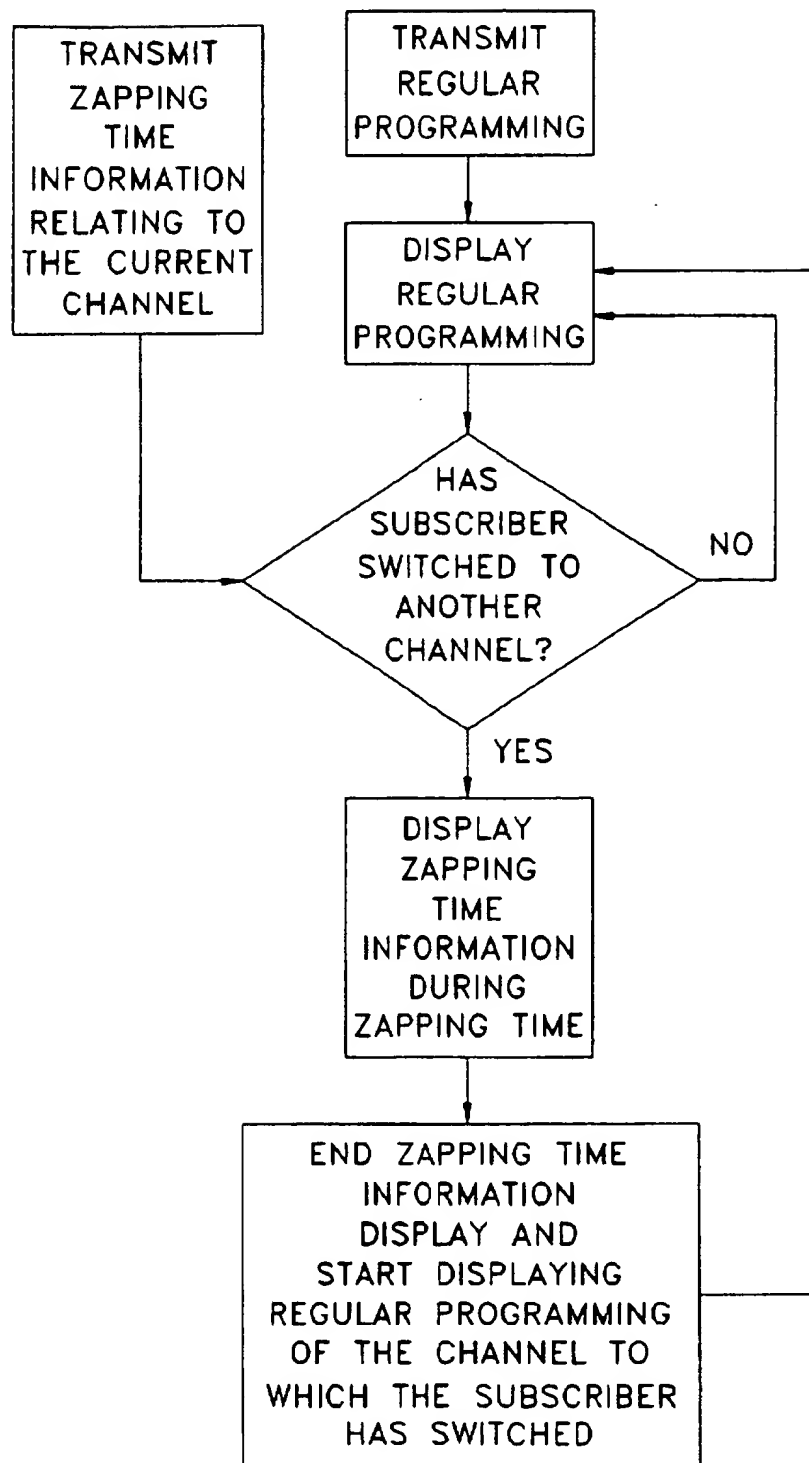 TRANSMIT
ZAPPING
TIME
INFORMATION
RELATING TO
THE CURRENT
CHANNEL
TRANSMIT
REGULAR
PROGRAMMING
DISPLAY
REGULAR
PROGRAMMING
HAS
SUBSCRIBER
SWITCHED TO
ANOTHER
CHANNEL?
NO
YES
DISPLAY
ZAPPING
TIME
INFORMATION
DURING
ZAPPING TIME
END ZAPPING TIME
INFORMATION
DISPLAY AND
START DISPLAYING
REGULAR PROGRAMMING
OF THE CHANNEL TO
WHICH THE SUBSCRIBER
HAS SWITCHED